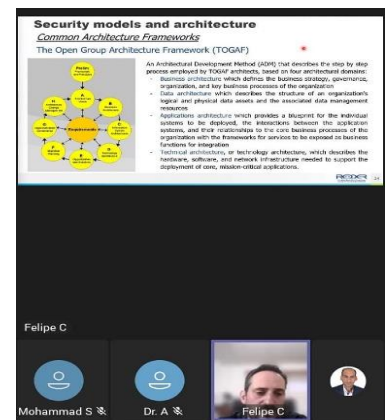 Security models and architecture
Common Architecture Frameworks
The Open Group Architecture Framework (TOGAF)
An Architectural Development Method (ADM) that describes the step by step
process employed by TOGAF architects, based on four architectural domains:
- Business architecture which defines the business strategy, governance,
organization, and key business processes of the organization
- Data architecture which describes the structure of an organization's
logical and physical data assets and the associated data management
resources
- Applications architecture which provides a blueprint for the individual
systems to be deployed, the interactions between the application
systems, and their relationships to the core business processes of the
organization with the frameworks for services to be exposed as business
functions for integration
- Technical architecture, or technology architecture, which describes the
hardware, software, and network infrastructure needed to support the
deployment of core, mission-critical applications.
Requirements
Felipe C
Mohammad S
Dr. A
Felipe C